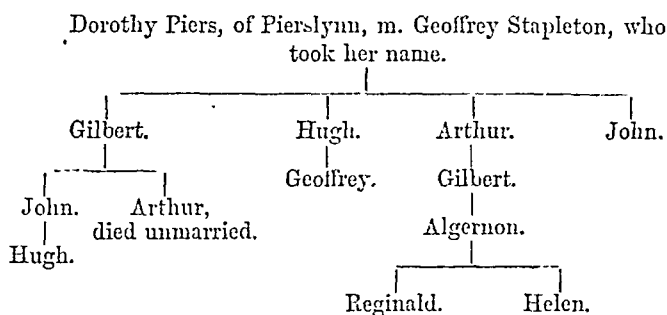 Dorothy Piers, of Pierslynn, m. Geoffrey Stapleton, who
took her name.
Gilbert. Hugh. Arthur. John.
Geoffrey. Gilbert.
John. Arthur,
died unmarried. Algernon.
Hugh.
Reginald. Helen.